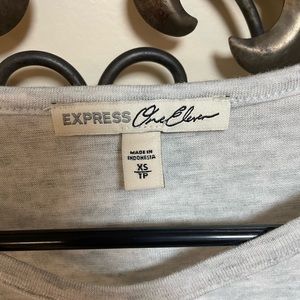 EXPRESS One Eleven
MADE IN
INDONESIA
XS
TP